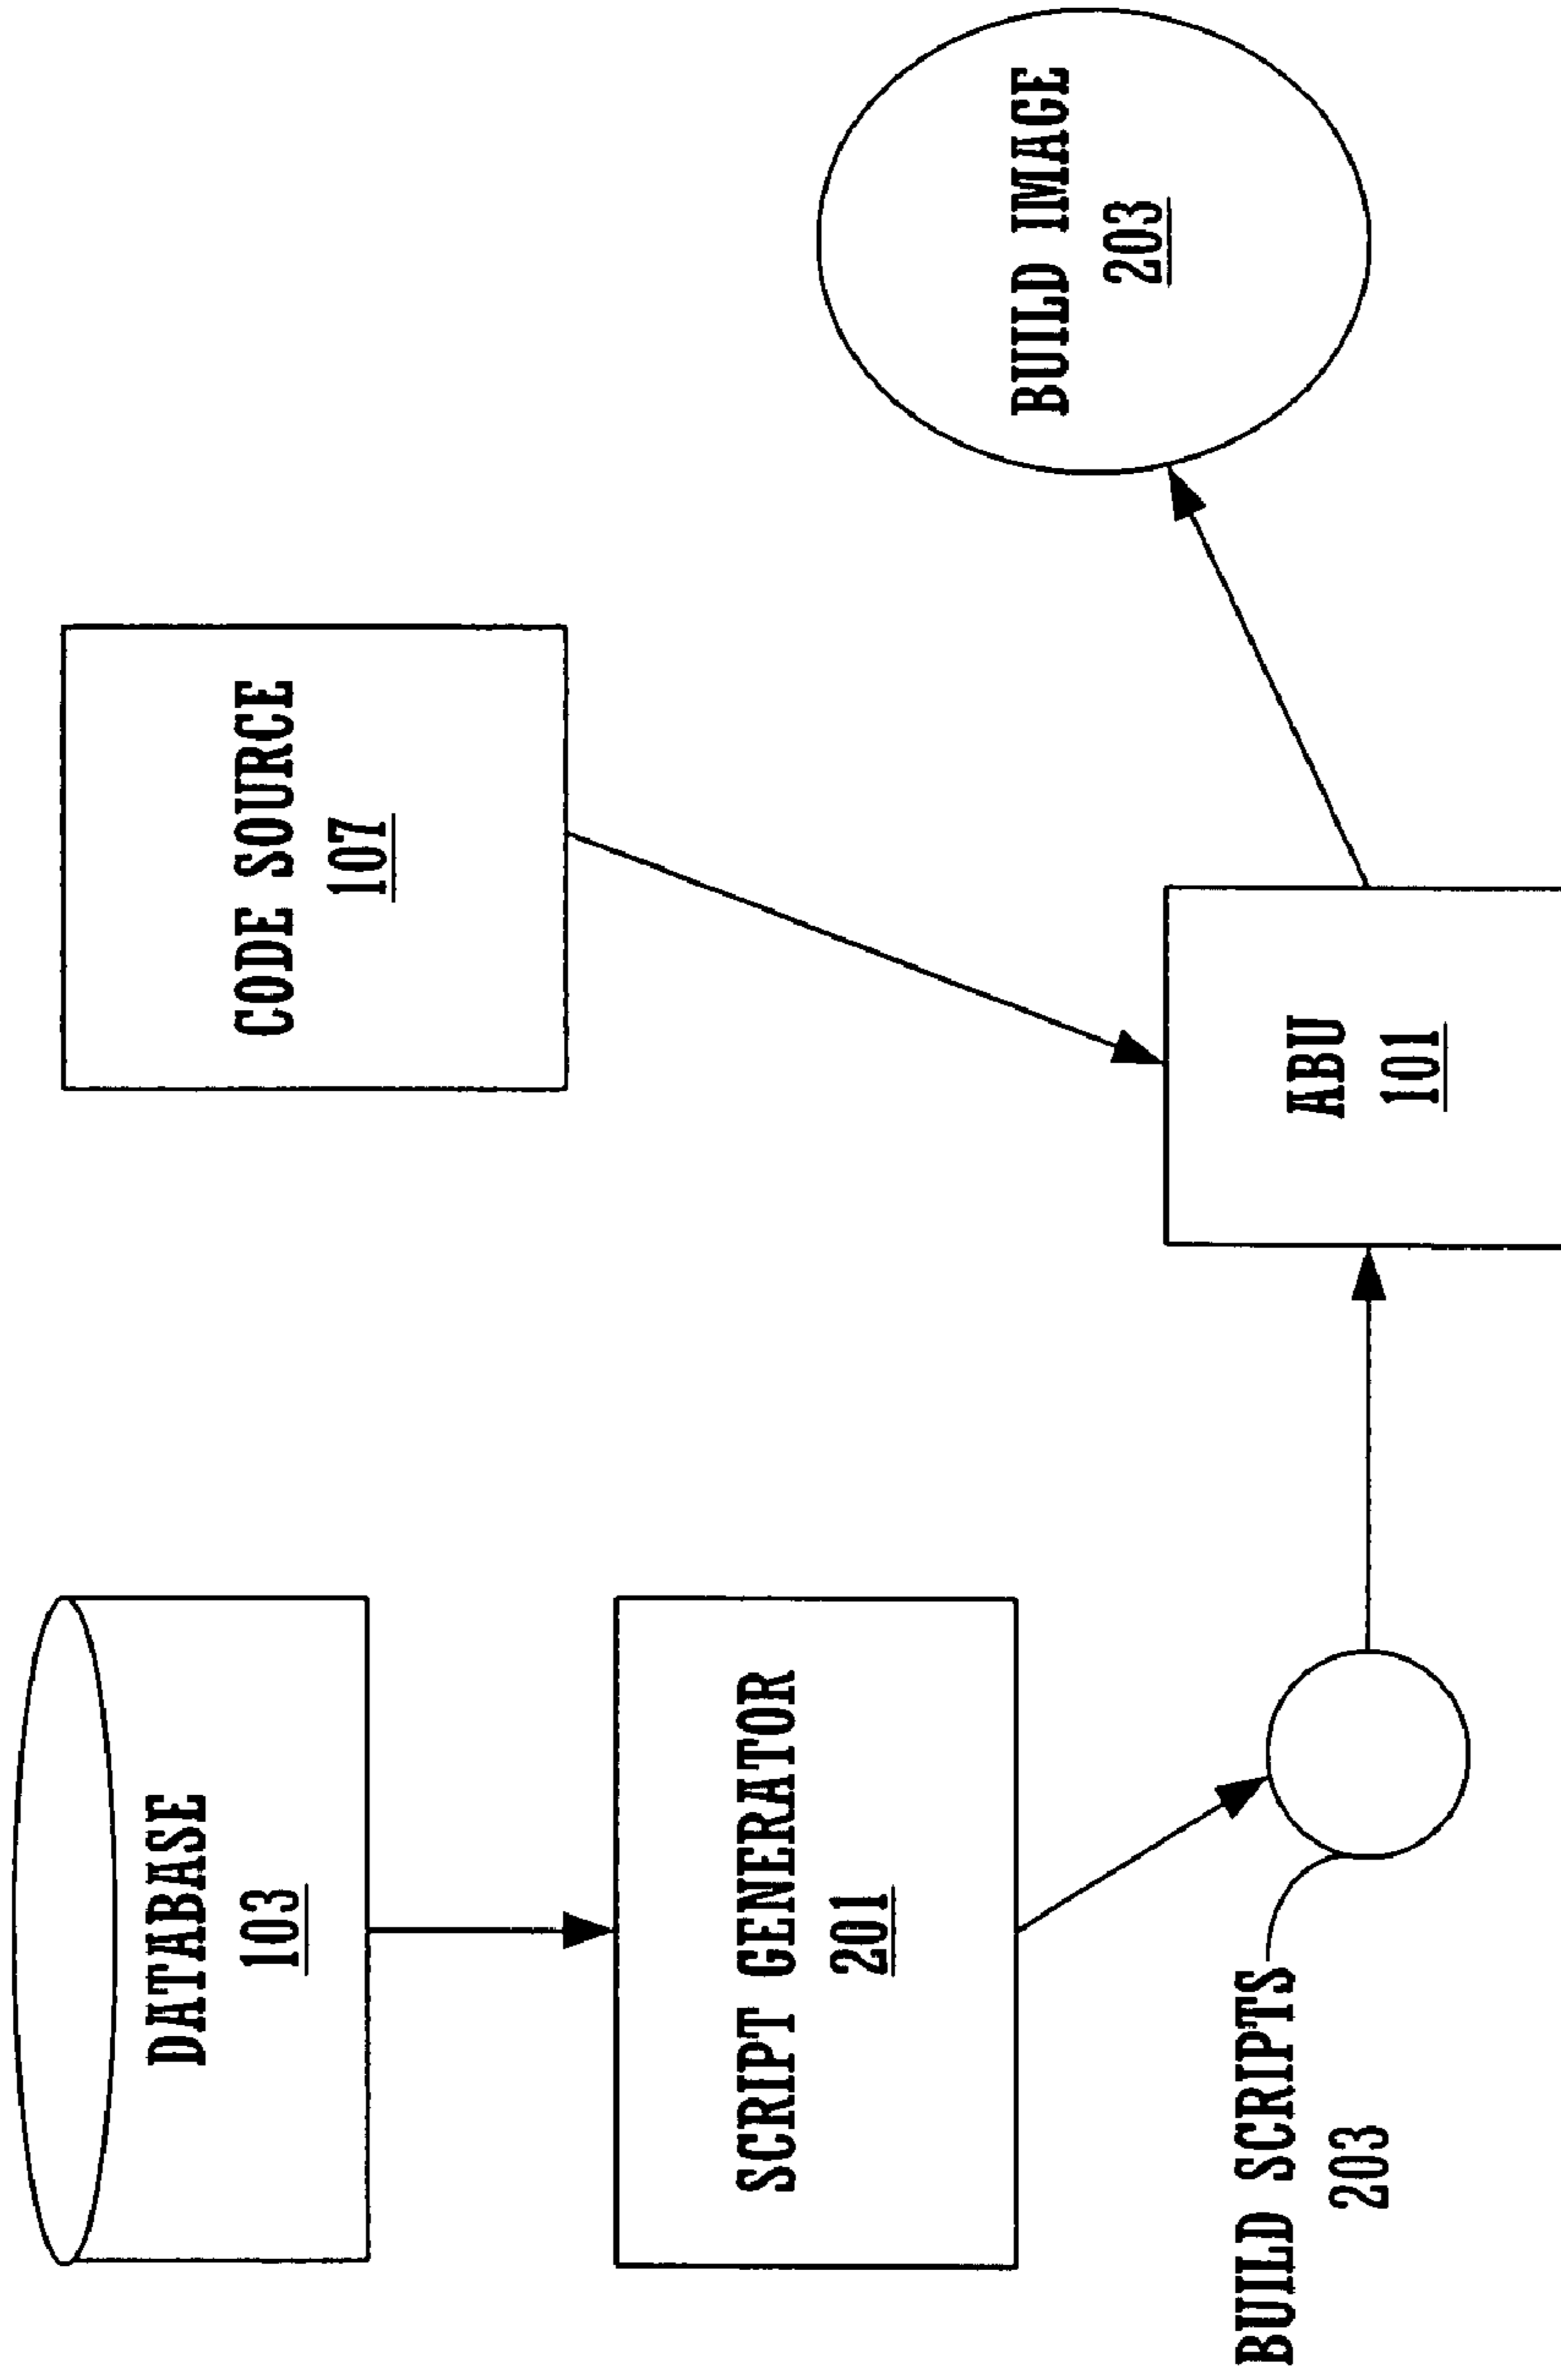 DATABASE
103
SCRIPT GENERATOR
201
BUILD SCRIPTS
203
CODE SOURCE
107
ABU
101
BUILD IMAGE
203